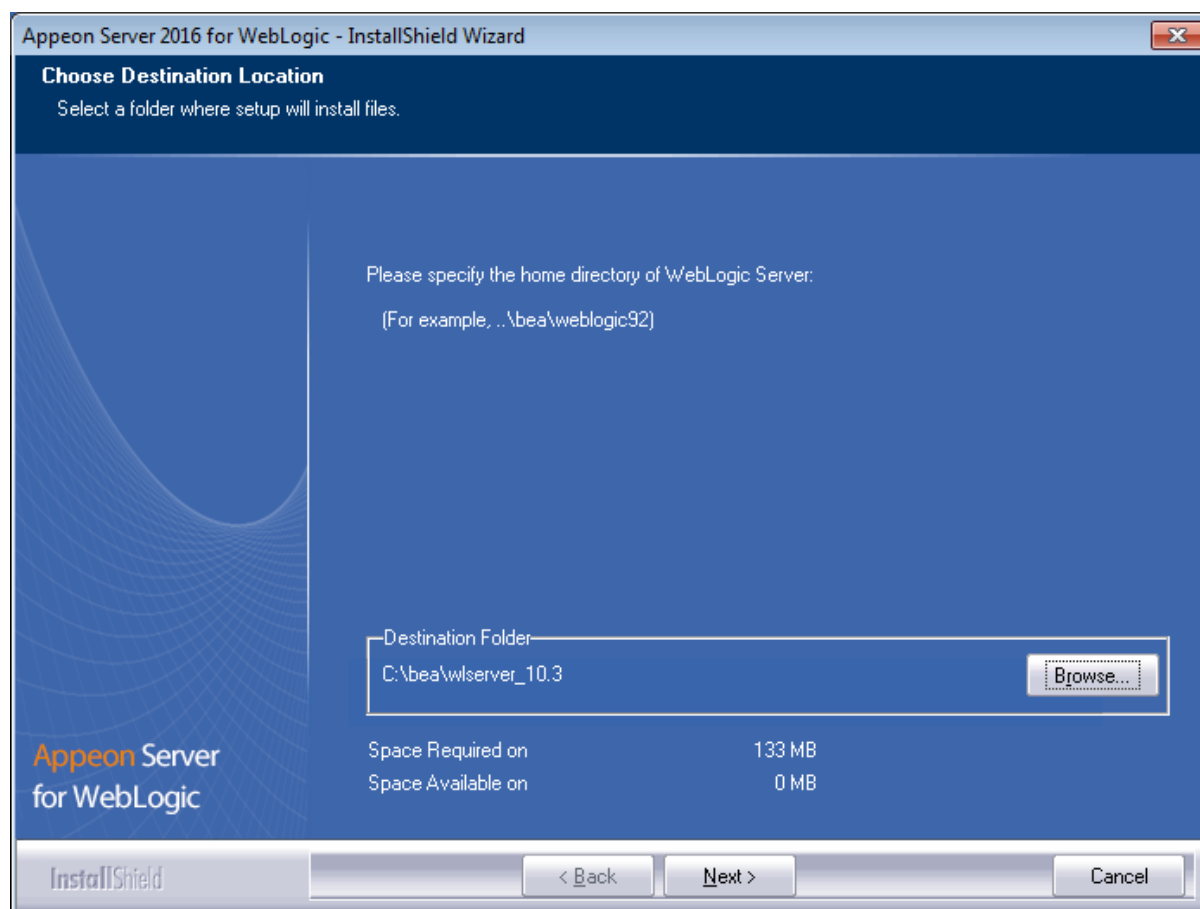 Appeon Server 2016 for WebLogic - InstallShield Wizard
Choose Destination Location
Select a folder where setup will install files.
Please specify the home directory of WebLogic Server:
(For example, ..\bea\weblogic92)
Destination Folder
C:\bea\wlserver_10.3
Browse...
Space Required on 133 MB
Space Available on 0 MB
Appeon Server
for WebLogic
InstallShield
< Back
Next >
Cancel